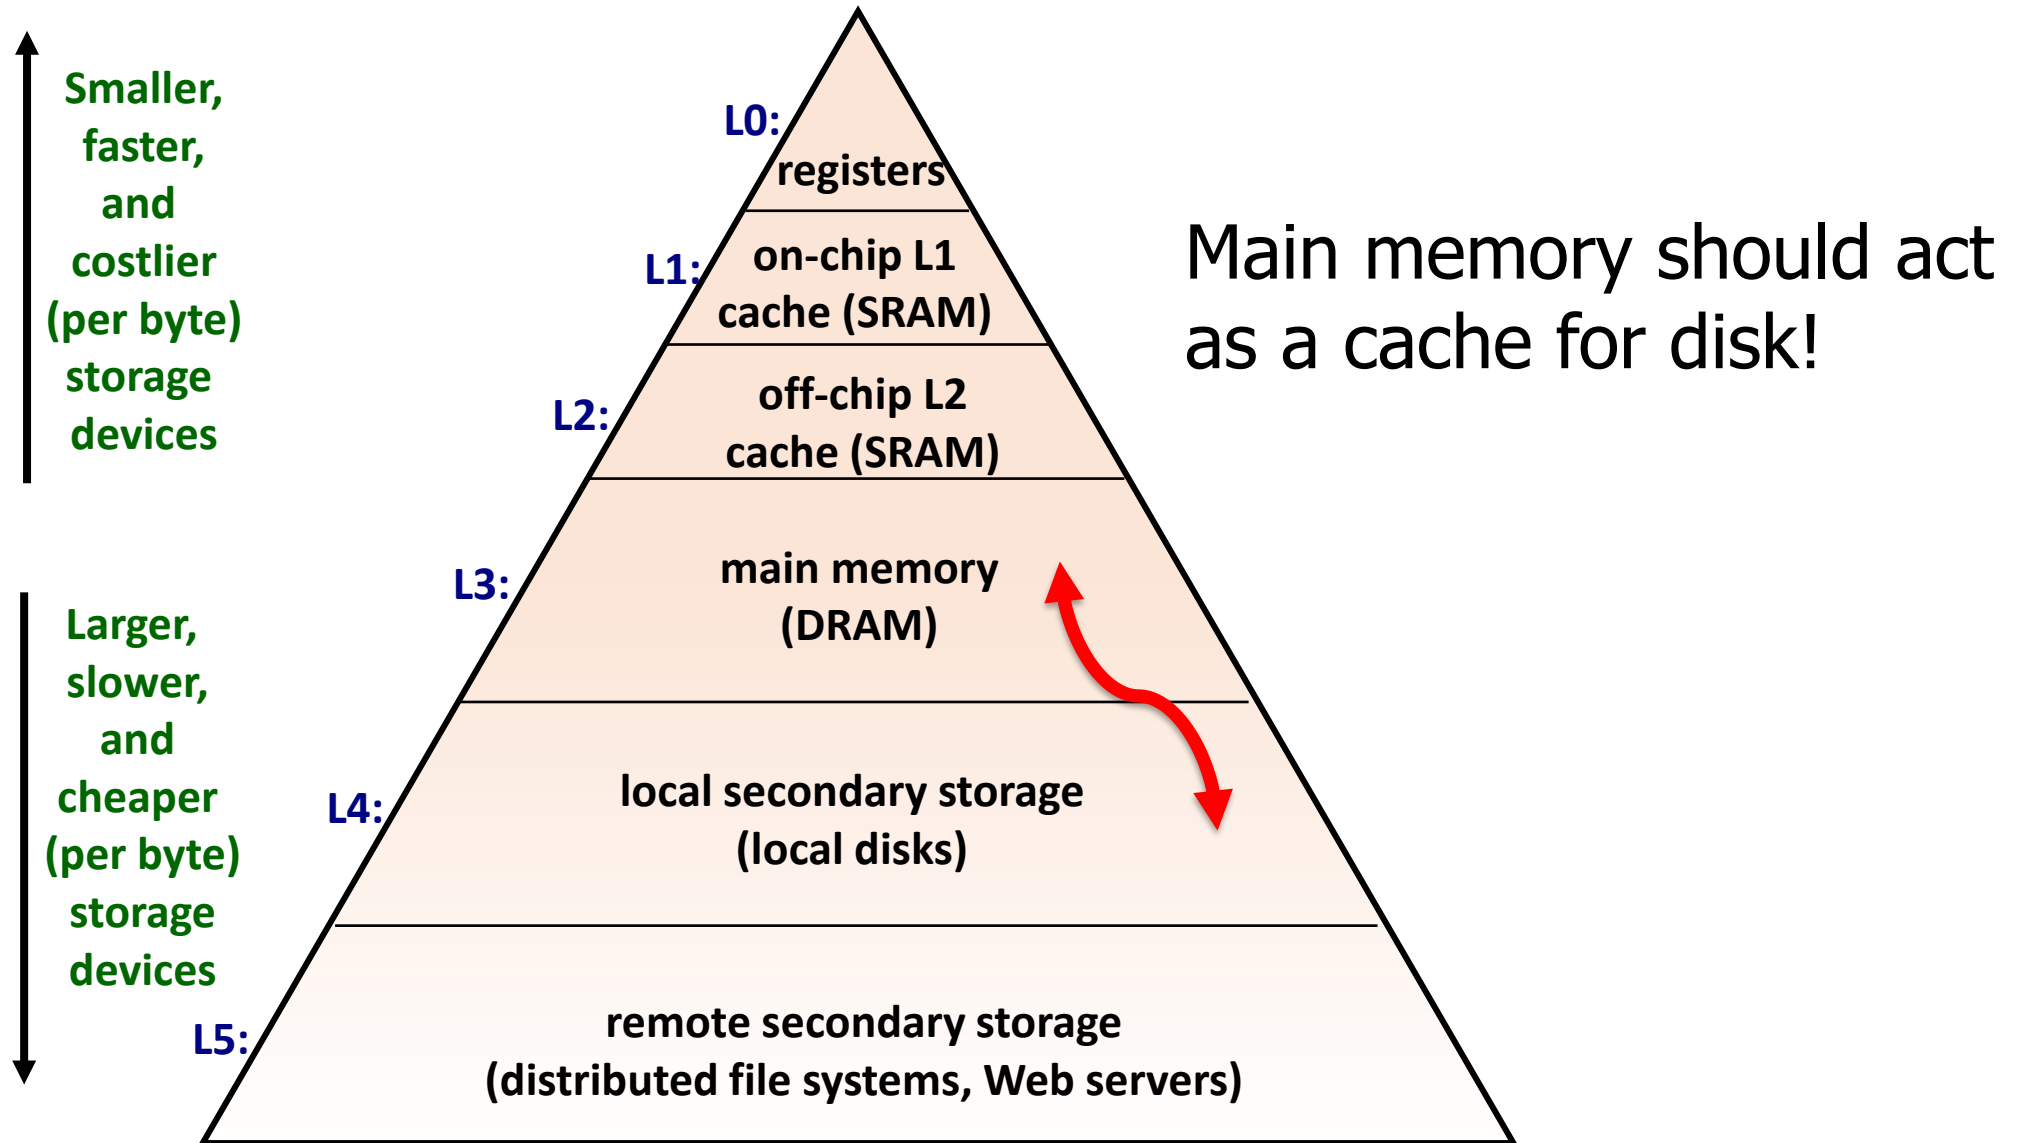 Smaller,
faster,
and
costlier
(per byte)
storage
devices
Larger,
slower,
and
cheaper
(per byte)
storage
devices
L0:
registers
L1:
on-chip L1
cache (SRAM)
L2:
off-chip L2
cache (SRAM)
L3:
main memory
(DRAM)
L4:
local secondary storage
(local disks)
L5:
remote secondary storage
(distributed file systems, Web servers)
Main memory should act
as a cache for disk!